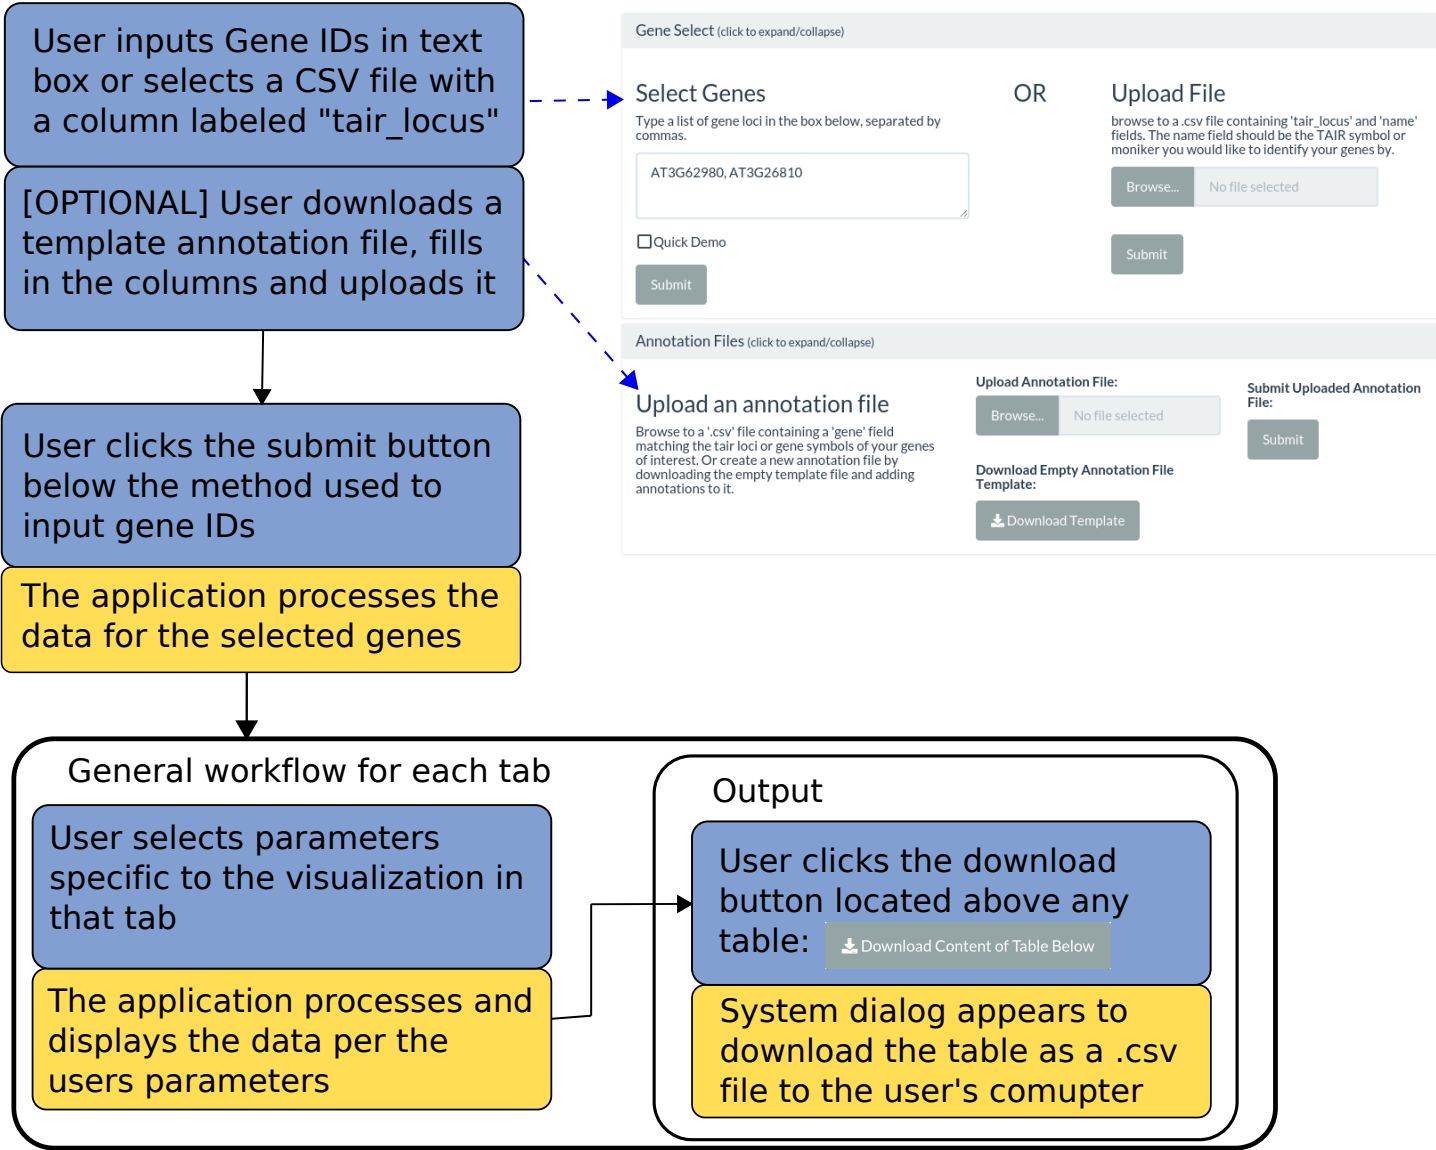 User inputs Gene IDs in text
box or selects a CSV file with
a column labeled "tair_locus"
[OPTIONAL] User downloads a
template annotation file, fills
in the columns and uploads it
Gene Select (click to expand/collapse)
Select Genes
Type a list of gene loci in the box below, separated by
commas.
AT3G62980, AT3G26810
Quick Demo
Submit
OR
Upload File
browse to a .csv file containing 'tair_locus' and 'name'
fields. The name field should be the TAIR symbol or
moniker you would like to identify your genes by.
Browse... No file selected
Submit
Annotation Files (click to expand/collapse)
Upload an annotation file
Browse to a '.csv' file containing a 'gene' field
matching the tair loci or gene symbols of your genes
of interest. Or create a new annotation file by
downloading the empty template file and adding
annotations to it.
Upload Annotation File:
Browse... No file selected
Download Empty Annotation File
Template:
Download Template
Submit Uploaded Annotation
File:
Submit
User clicks the submit button
below the method used to
input gene IDs
The application processes the
data for the selected genes
General workflow for each tab
User selects parameters
specific to the visualization in
that tab
The application processes and
displays the data per the
users parameters
Output
User clicks the download
button located above any
table: Download Content of Table Below
System dialog appears to
download the table as a .csv
file to the user's comupter